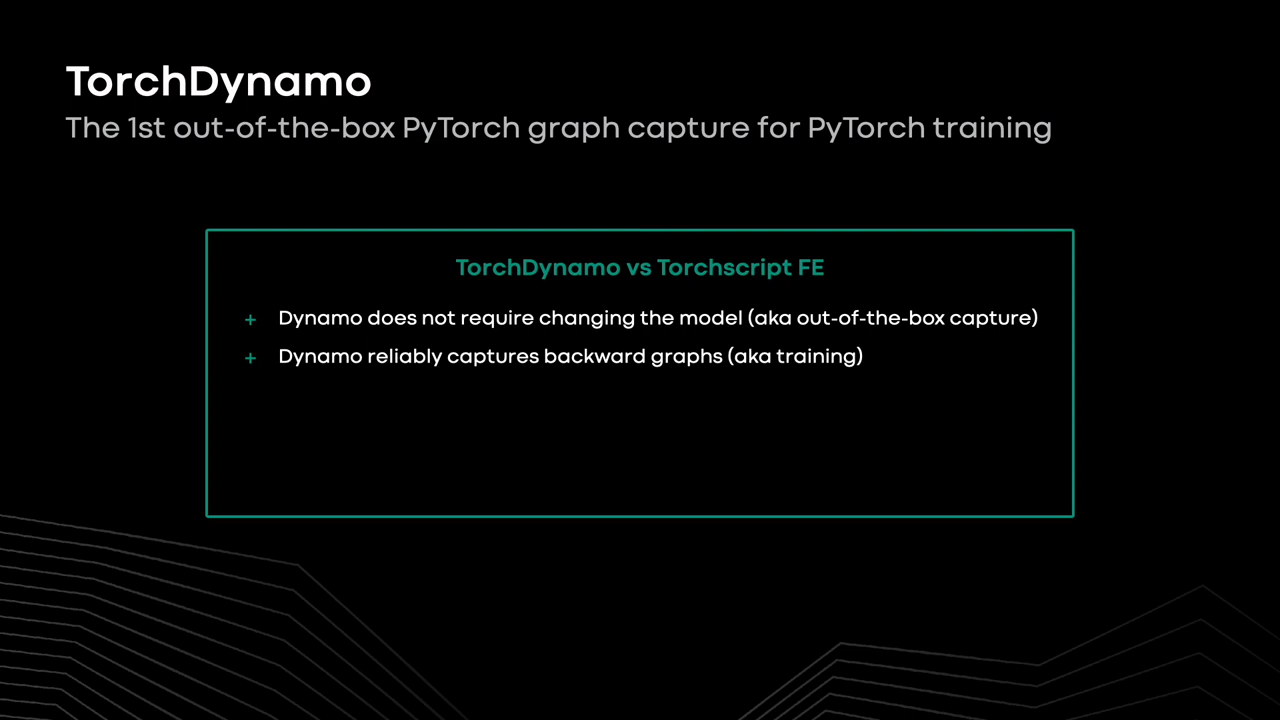 TorchDynamo
The 1st out-of-the-box PyTorch graph capture for PyTorch training
TorchDynamo vs Torchscript FE
+ Dynamo does not require changing the model (aka out-of-the-box capture)
+ Dynamo reliably captures backward graphs (aka training)